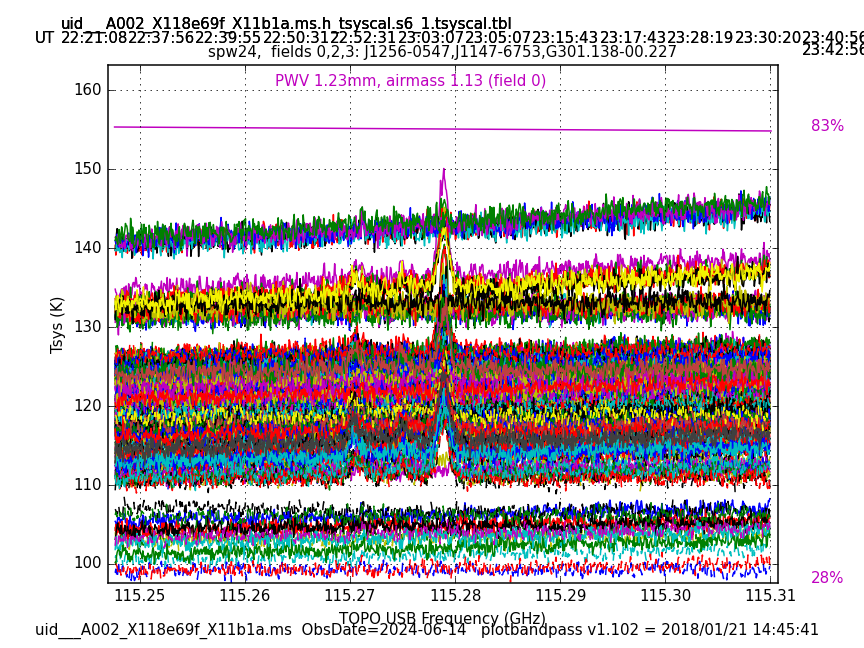 uid___A002_X118e69f_X11b1a.ms.h_tsyscal.s6_1.tsyscal.tbl
UT 22:21:08 22:37:56 22:39:55 22:50:31 22:52:31 23:03:07 23:05:07 23:15:43 23:17:43 23:28:19 23:30:20 23:40:56
23:42:56
spw24, fields 0,2,3: J1256-0547,J1147-6753,G301.138-00.227
PWV 1.23mm, airmass 1.13 (field 0)
83%
28%
160
150
140
130
120
110
100
Tsys (K)
115.25 115.26 115.27 115.28 115.29 115.30 115.31
TOPO USB Frequency (GHz)
uid___A002_X118e69f_X11b1a.ms ObsDate=2024-06-14 plotbandpass v1.102 = 2018/01/21 14:45:41